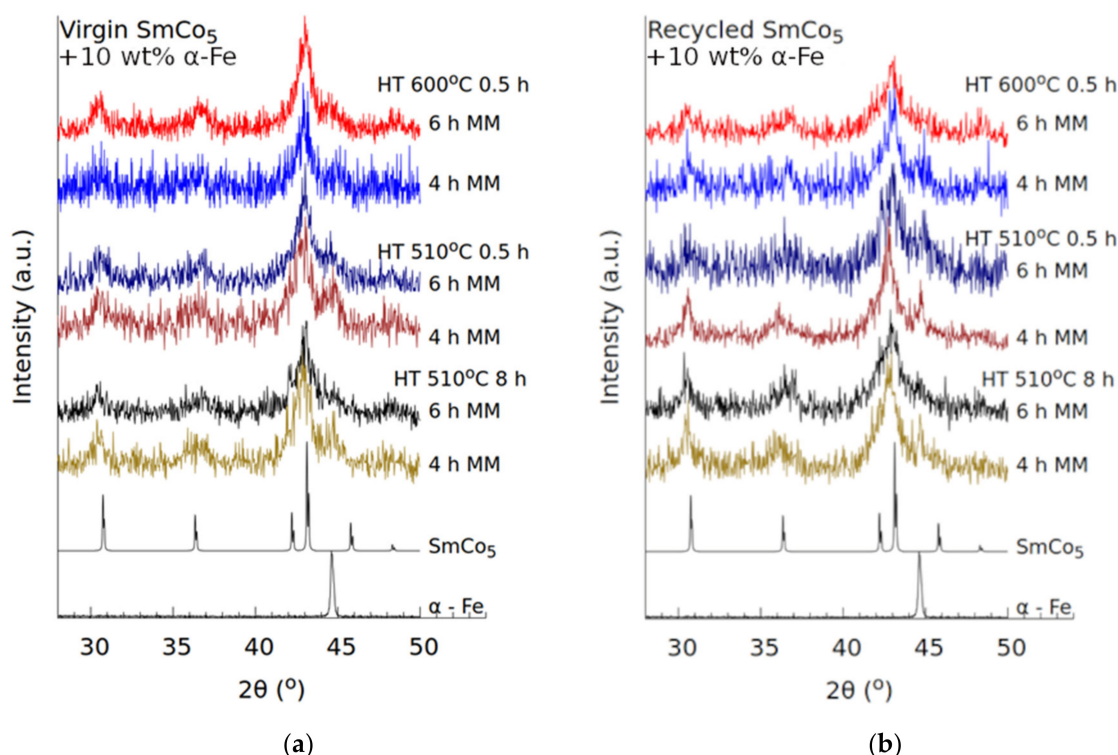 Virgin SmCo5
+10 wt% α-Fe
HT 600°C 0.5 h
6 h MM
4 h MM
HT 510°C 0.5 h
6 h MM
4 h MM
HT 510°C 8 h
6 h MM
4 h MM
SmCo5
α - Fe
Intensity (a.u.)
30 35 40 45 50
2θ (°)
(a)
Recycled SmCo5
+10 wt% α-Fe
HT 600°C 0.5 h
6 h MM
4 h MM
HT 510°C 0.5 h
6 h MM
4 h MM
HT 510°C 8 h
6 h MM
4 h MM
SmCo5
α - Fe
Intensity (a.u.)
30 35 40 45 50
2θ (°)
(b)